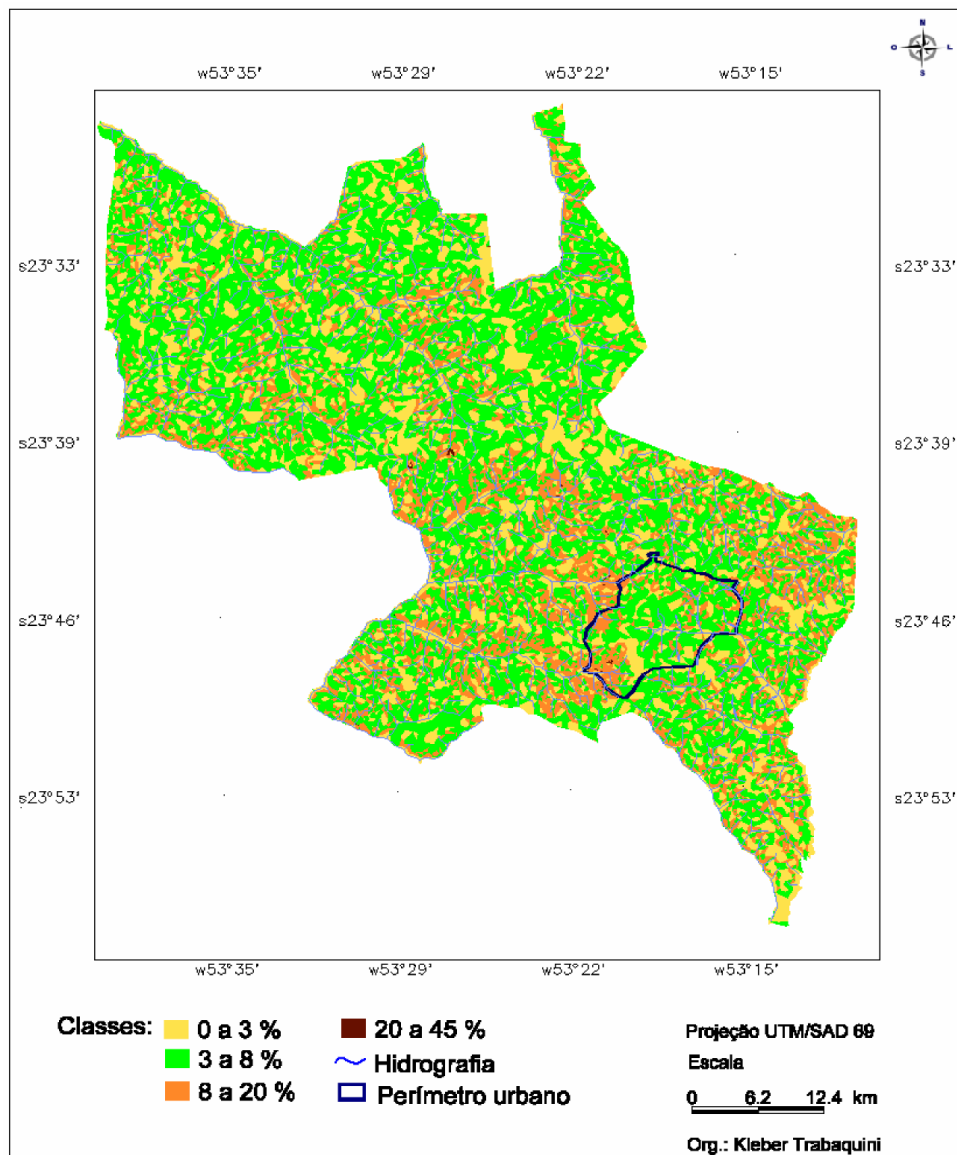 N
O L
S
w53°35' w53°29' w53°22' w53°15'
s23°33' s23°33'
s23°39' s23°39'
s23°46' s23°46'
s23°53' s23°53'
w53°35' w53°29' w53°22' w53°15'
Classes: 0 a 3 % 20 a 45 % Projeção UTM/SAD 69
3 a 8 % Hidrografia Escala
8 a 20 % Perímetro urbano 0 6.2 12.4 km
Org.: Kleber Trabaquini